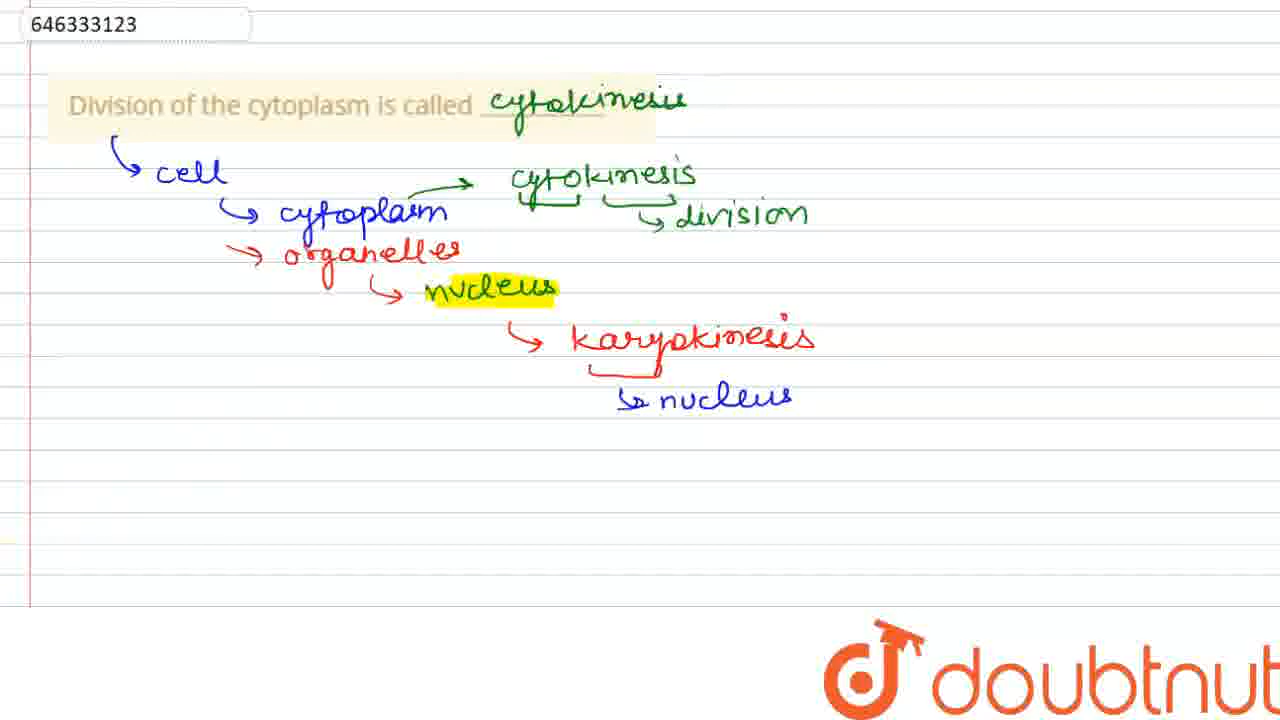 646333123
Division of the cytoplasm is called cytokinesis
cell
cytoplasm
cytokinesis
division
organelles
nucleus
karyokinesis
nucleus
doubtnut